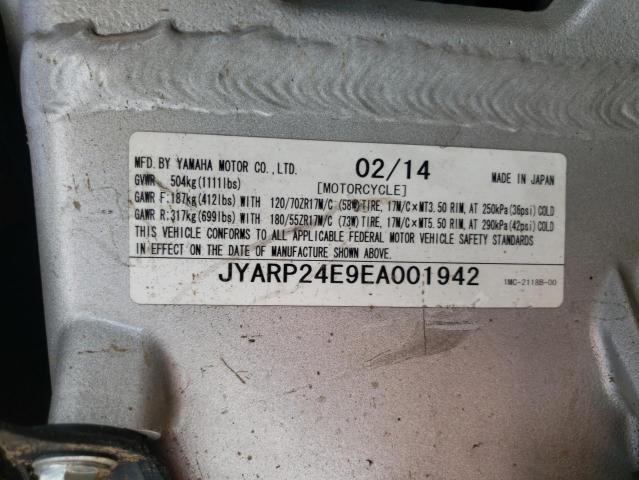 MFD. BY YAMAHA MOTOR CO., LTD. 02/14 MADE IN JAPAN
GVWR 504kg(1111lbs) [MOTORCYCLE]
GAWR F:187kg(412lbs) WITH 120/70ZR17M/C (58W) TIRE, 17M/C×MT3.50 RIM, AT 250kPa(36psi) COLD
GAWR R:317kg(699lbs) WITH 180/55ZR17M/C (73W) TIRE, 17M/C×MT5.50 RIM, AT 290kPa(42psi) COLD
THIS VEHICLE CONFORMS TO ALL APPLICABLE FEDERAL MOTOR VEHICLE SAFETY STANDARDS
IN EFFECT ON THE DATE OF MANUFACTURE SHOWN ABOVE.
JYARP24E9EA001942 1MC-2118B-00